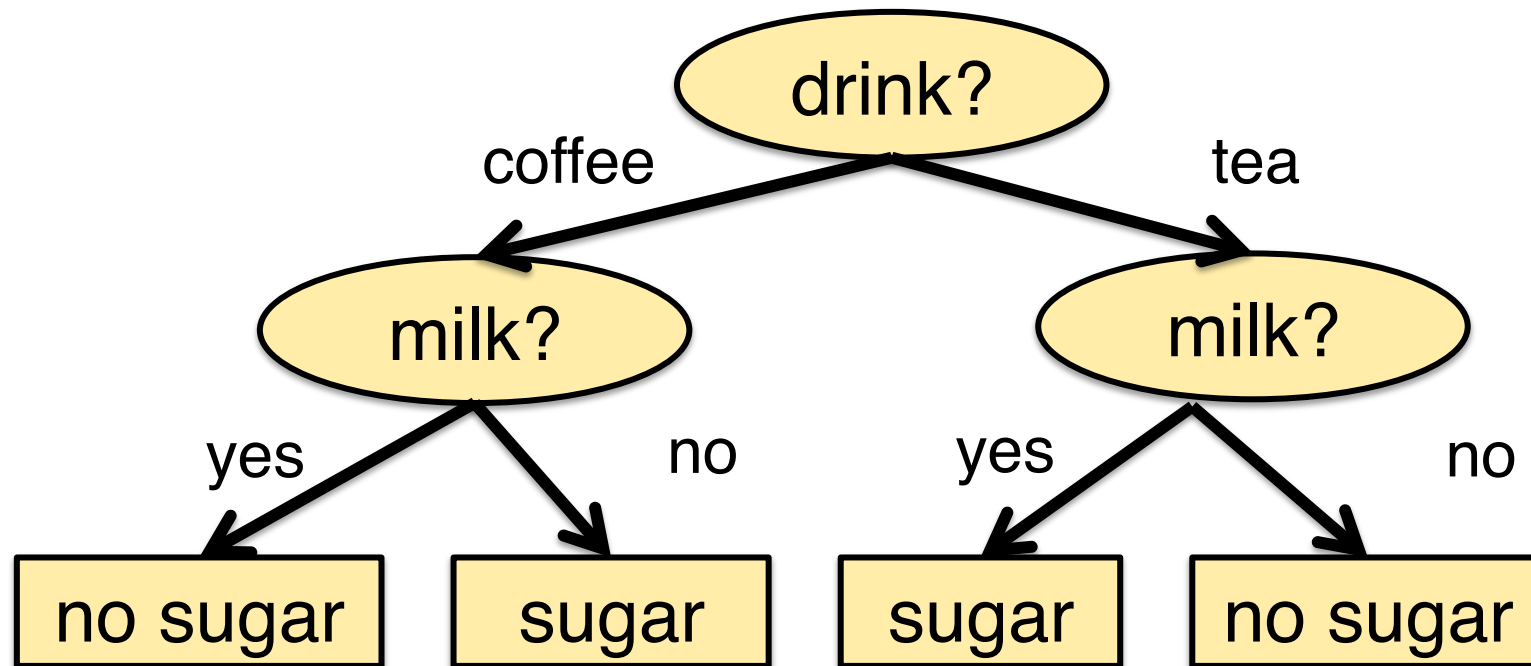 drink?
coffee
tea
milk?
milk?
yes
no
yes
no
no sugar
sugar
sugar
no sugar